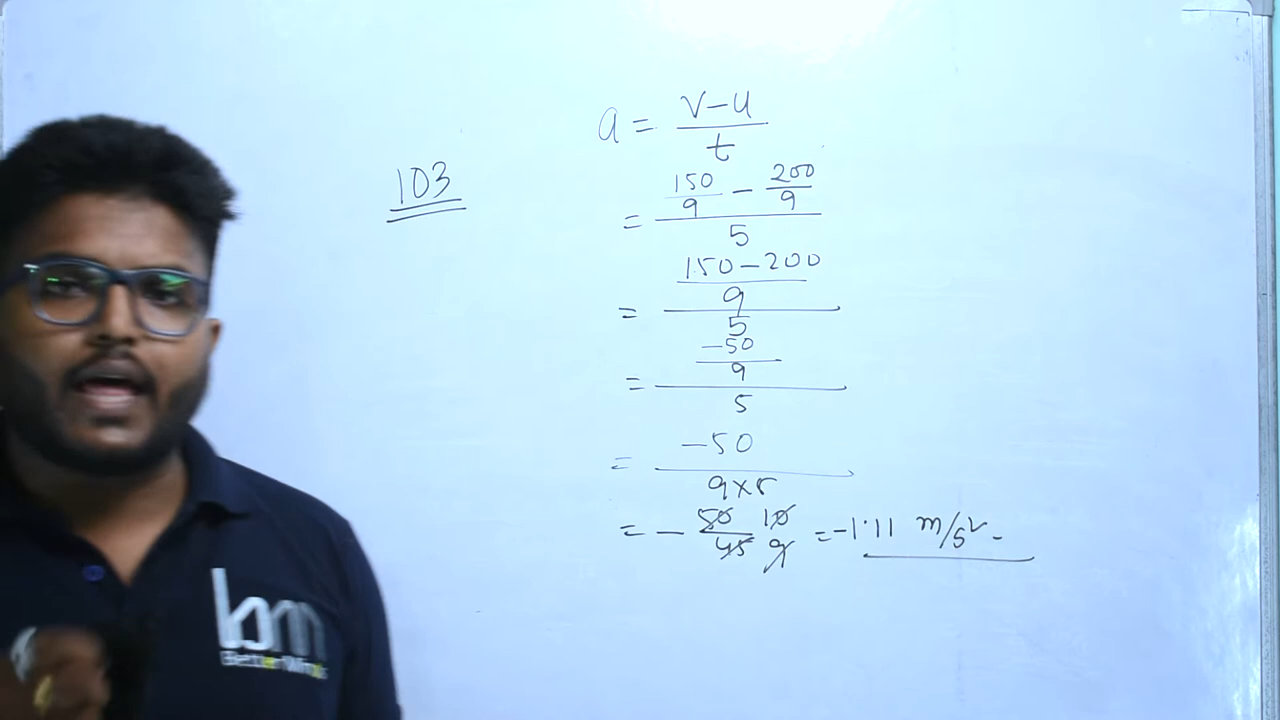 103
a = v-u / t
= 150/9 - 200/9 / 5
= 150-200 / 9 / 5
= -50 / 9 / 5
= -50 / 9×5
= - 50/45 10/9 = -1.11 m/s².
bm